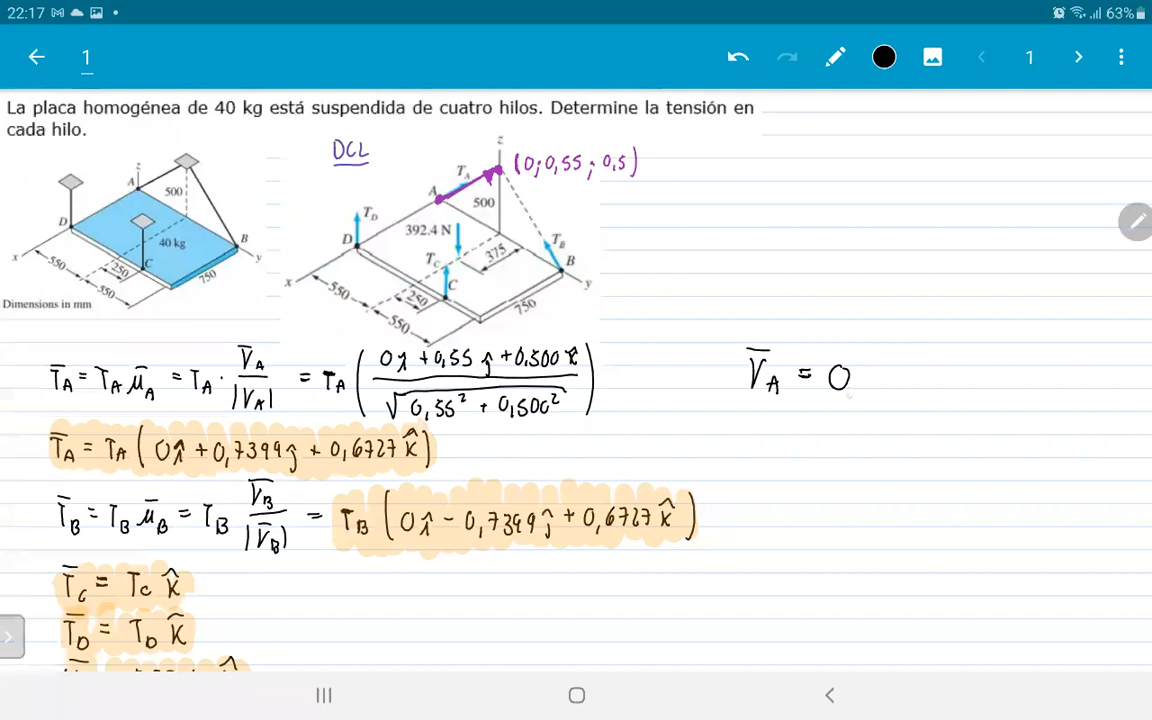 22:17
63%
1
1
La placa homogénea de 40 kg está suspendida de cuatro hilos. Determine la tensión en
cada hilo.
DCL
z
(0; 0,55; 0,5)
z
A
500
D
B
40 kg
C
x
y
550
250
550
750
Dimensions in mm
T_A
A
500
T_D
392.4 N
D
T_B
375
T_C
B
C
x
y
550
250
550
750
T̄_A = T_A μ̄_A = T_A · V̄_A / |V_A| = T_A ( (0î + 0,55 ĵ + 0.500 k̂) / √(0,55² + 0,500²) )
V̄_A = 0
T̄_A = T_A ( 0î + 0,7399ĵ + 0,6727 k̂ )
T̄_B = T_B μ̄_B = T_B V̄_B / |V̄_B| = T_B ( 0î - 0,7399ĵ + 0,6727 k̂ )
T̄_C = T_C k̂
T̄_D = T_D k̂